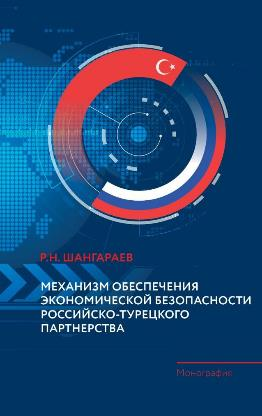 Р.Н. ШАНГАРАЕВ
МЕХАНИЗМ ОБЕСПЕЧЕНИЯ
ЭКОНОМИЧЕСКОЙ БЕЗОПАСНОСТИ
РОССИЙСКО-ТУРЕЦКОГО
ПАРТНЕРСТВА
Монография